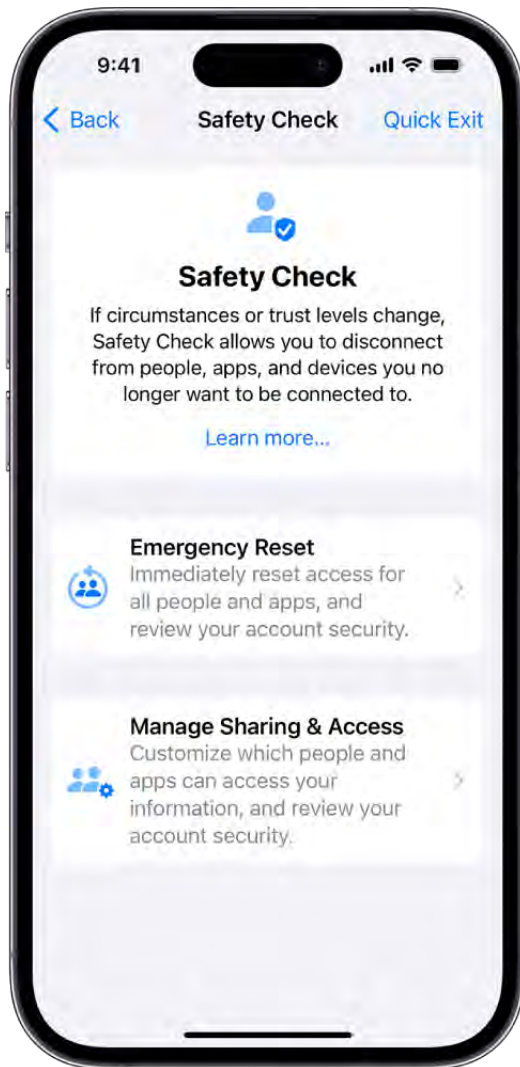 9:41
Back Safety Check Quick Exit
Safety Check
If circumstances or trust levels change,
Safety Check allows you to disconnect
from people, apps, and devices you no
longer want to be connected to.
Learn more...
Emergency Reset
Immediately reset access for
all people and apps, and
review your account security.
Manage Sharing & Access
Customize which people and
apps can access your
information, and review your
account security.